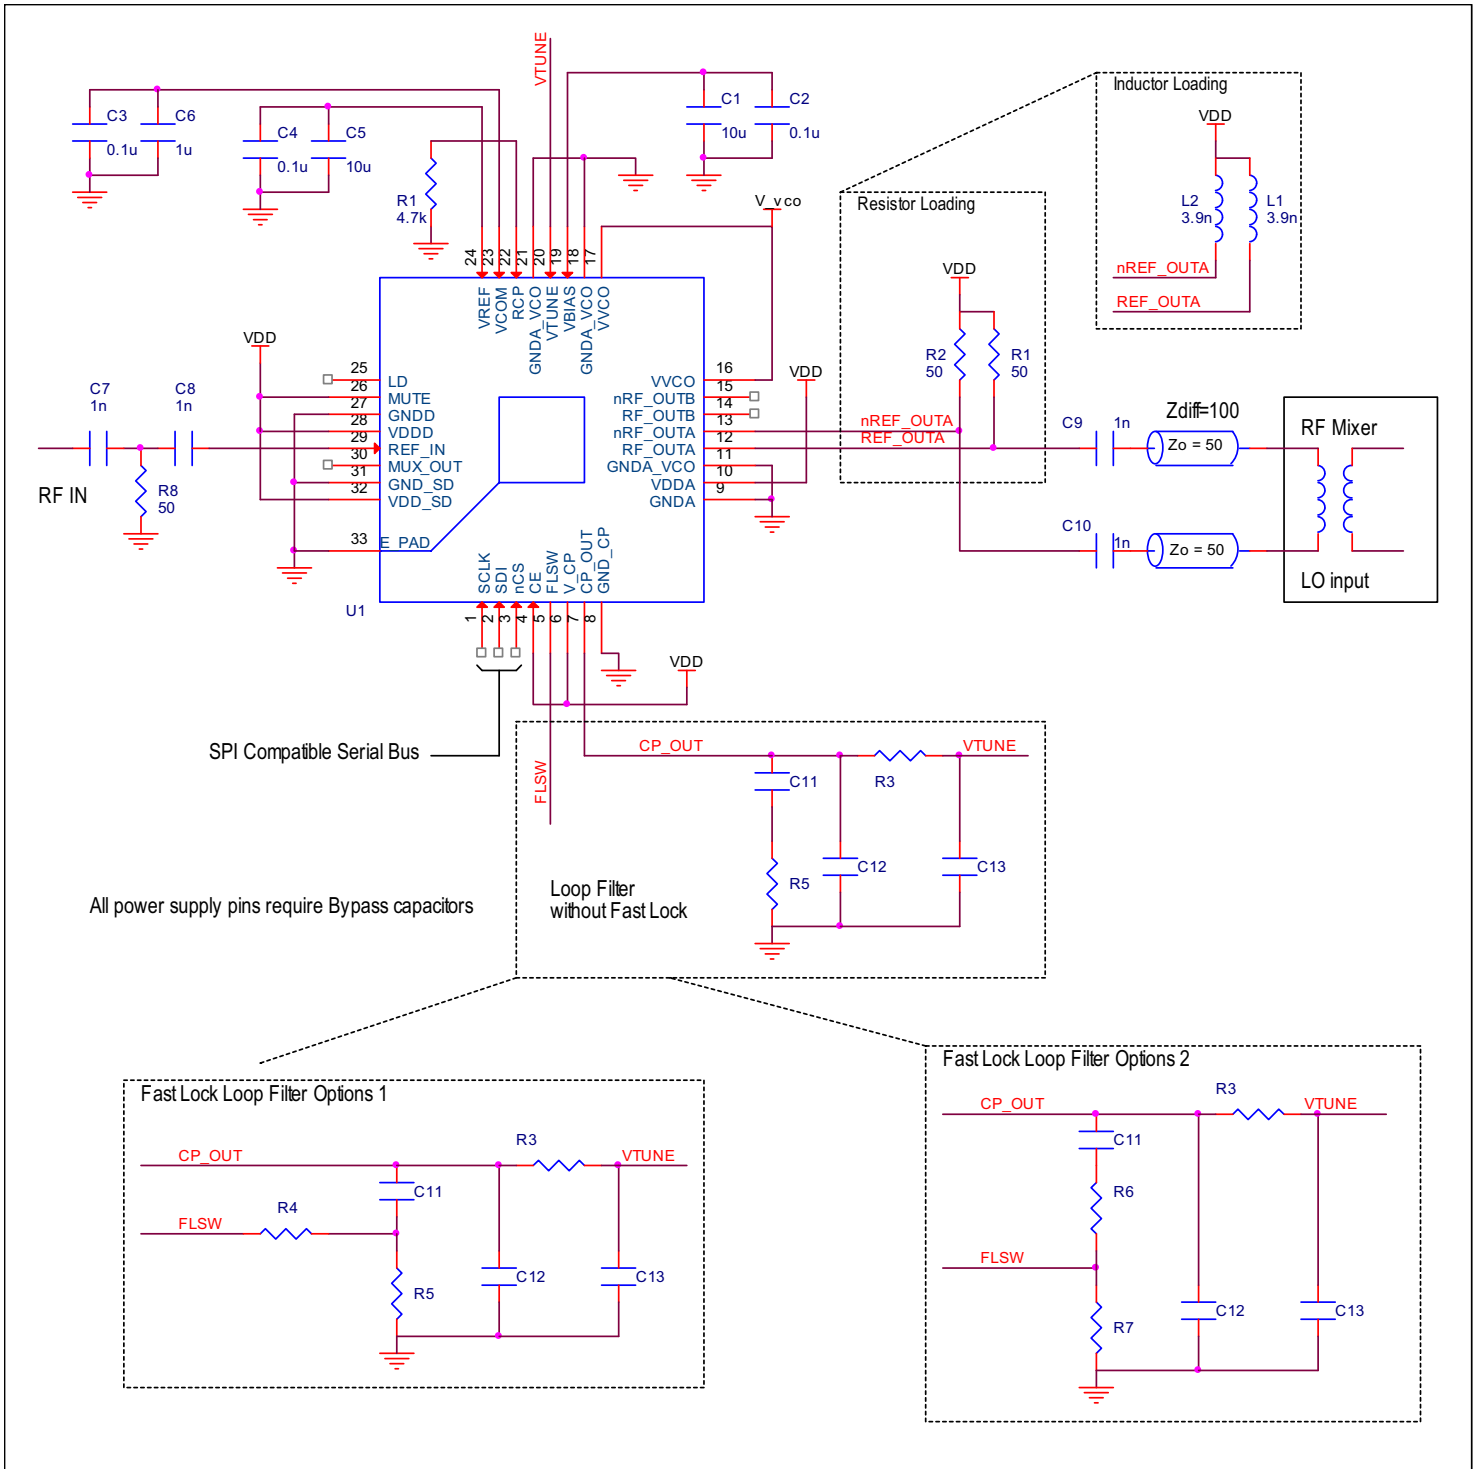 VTUNE
C3
0.1u
C6
1u
C4
0.1u
C5
10u
R1
4.7k
C1
10u
C2
0.1u
V_vco
Inductor Loading
VDD
L2
3.9n
L1
3.9n
nREF_OUTA
REF_OUTA
Resistor Loading
VDD
R2
50
R1
50
24
23
22
21
20
19
18
17
VREF
VCOM
RCP
GNDA_VCO
VTUNE
VBIAS
GNDA_VCO
VVCO
VDD
25 LD
26 MUTE
27 GNDD
28 VDDD
29 REF_IN
30 MUX_OUT
31 GND_SD
32 VDD_SD
33 E_PAD
VVCO 16
nRF_OUTB 15
RF_OUTB 14
nRF_OUTA 13
RF_OUTA 12
GNDA_VCO 11
VDDA 10
GNDA 9
VDD
nREF_OUTA
REF_OUTA
C7
1n
C8
1n
RF IN
R8
50
C9 1n
Zdiff=100
Zo = 50
RF Mixer
C10
1n
Zo = 50
LO input
SCLK
SDI
nCS
CE
FLSW
V_CP
CP_OUT
GND_CP
U1
1
2
3
4
5
6
7
8
VDD
SPI Compatible Serial Bus
FLSW
CP_OUT
VTUNE
C11
R3
R5
C12
C13
Loop Filter
without Fast Lock
All power supply pins require Bypass capacitors
Fast Lock Loop Filter Options 1
CP_OUT
R3
VTUNE
C11
FLSW
R4
R5
C12
C13
Fast Lock Loop Filter Options 2
CP_OUT
R3
VTUNE
C11
R6
FLSW
R7
C12
C13